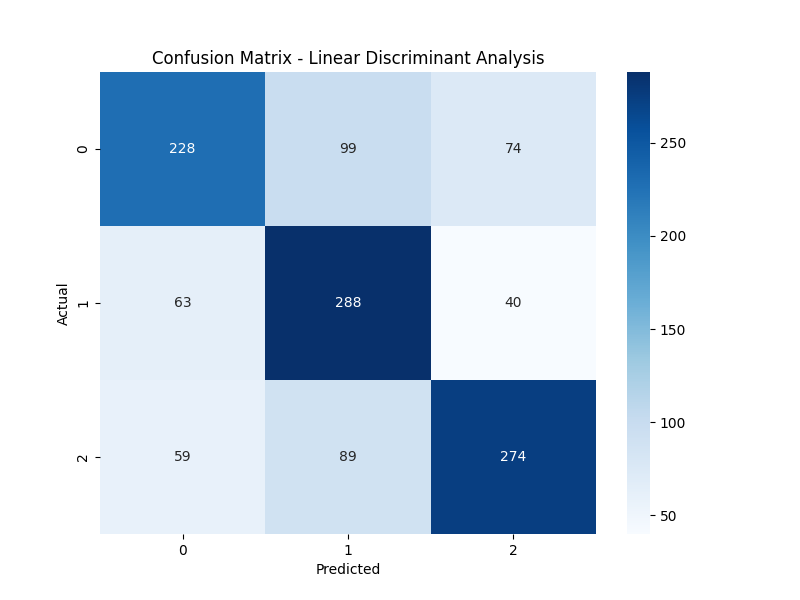 Confusion Matrix - Linear Discriminant Analysis
0 228 99 74
1 63 288 40
2 59 89 274
0 1 2
Predicted
Actual
250
200
150
100
50